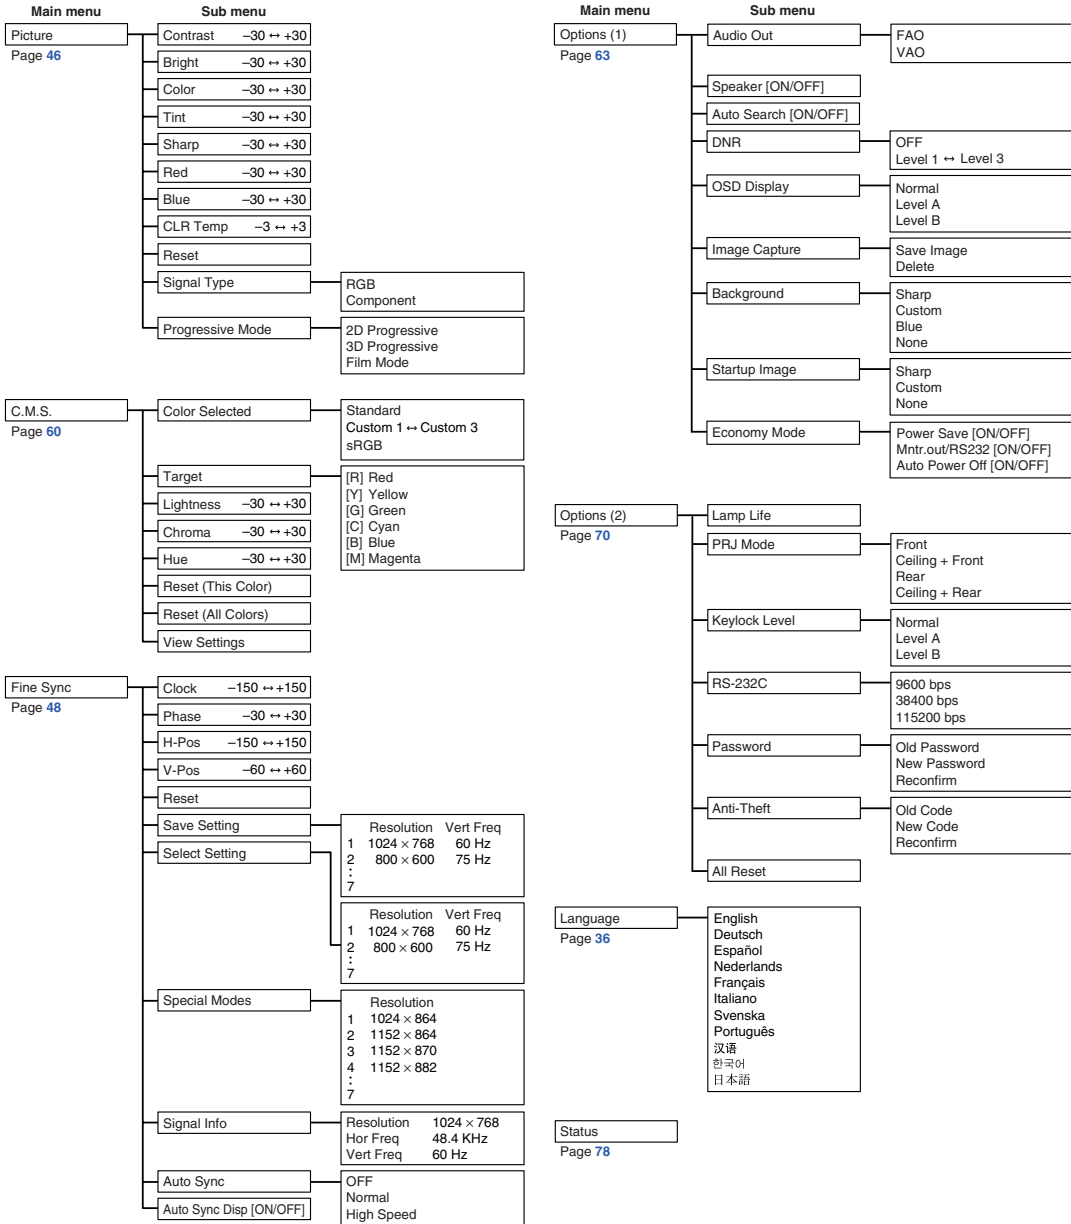 Main menu Sub menu
Picture
Page 46
Contrast –30 ↔ +30
Bright –30 ↔ +30
Color –30 ↔ +30
Tint –30 ↔ +30
Sharp –30 ↔ +30
Red –30 ↔ +30
Blue –30 ↔ +30
CLR Temp –3 ↔ +3
Reset
Signal Type
RGB
Component
Progressive Mode
2D Progressive
3D Progressive
Film Mode
C.M.S.
Page 60
Color Selected
Standard
Custom 1 ↔ Custom 3
sRGB
Target
[R] Red
[Y] Yellow
[G] Green
[C] Cyan
[B] Blue
[M] Magenta
Lightness –30 ↔ +30
Chroma –30 ↔ +30
Hue –30 ↔ +30
Reset (This Color)
Reset (All Colors)
View Settings
Fine Sync
Page 48
Clock –150 ↔ +150
Phase –30 ↔ +30
H-Pos –150 ↔ +150
V-Pos –60 ↔ +60
Reset
Save Setting
Resolution Vert Freq
1 1024 × 768 60 Hz
2 800 × 600 75 Hz
:
7
Select Setting
Resolution Vert Freq
1 1024 × 768 60 Hz
2 800 × 600 75 Hz
:
7
Special Modes
Resolution
1 1024 × 864
2 1152 × 864
3 1152 × 870
4 1152 × 882
:
7
Signal Info
Resolution 1024 × 768
Hor Freq 48.4 KHz
Vert Freq 60 Hz
Auto Sync
OFF
Normal
High Speed
Auto Sync Disp [ON/OFF]
Main menu Sub menu
Options (1)
Page 63
Audio Out
FAO
VAO
Speaker [ON/OFF]
Auto Search [ON/OFF]
DNR
OFF
Level 1 ↔ Level 3
OSD Display
Normal
Level A
Level B
Image Capture
Save Image
Delete
Background
Sharp
Custom
Blue
None
Startup Image
Sharp
Custom
None
Economy Mode
Power Save [ON/OFF]
Mntr.out/RS232 [ON/OFF]
Auto Power Off [ON/OFF]
Options (2)
Page 70
Lamp Life
PRJ Mode
Front
Ceiling + Front
Rear
Ceiling + Rear
Keylock Level
Normal
Level A
Level B
RS-232C
9600 bps
38400 bps
115200 bps
Password
Old Password
New Password
Reconfirm
Anti-Theft
Old Code
New Code
Reconfirm
All Reset
Language
Page 36
English
Deutsch
Español
Nederlands
Français
Italiano
Svenska
Português
汉语
한국어
日本語
Status
Page 78